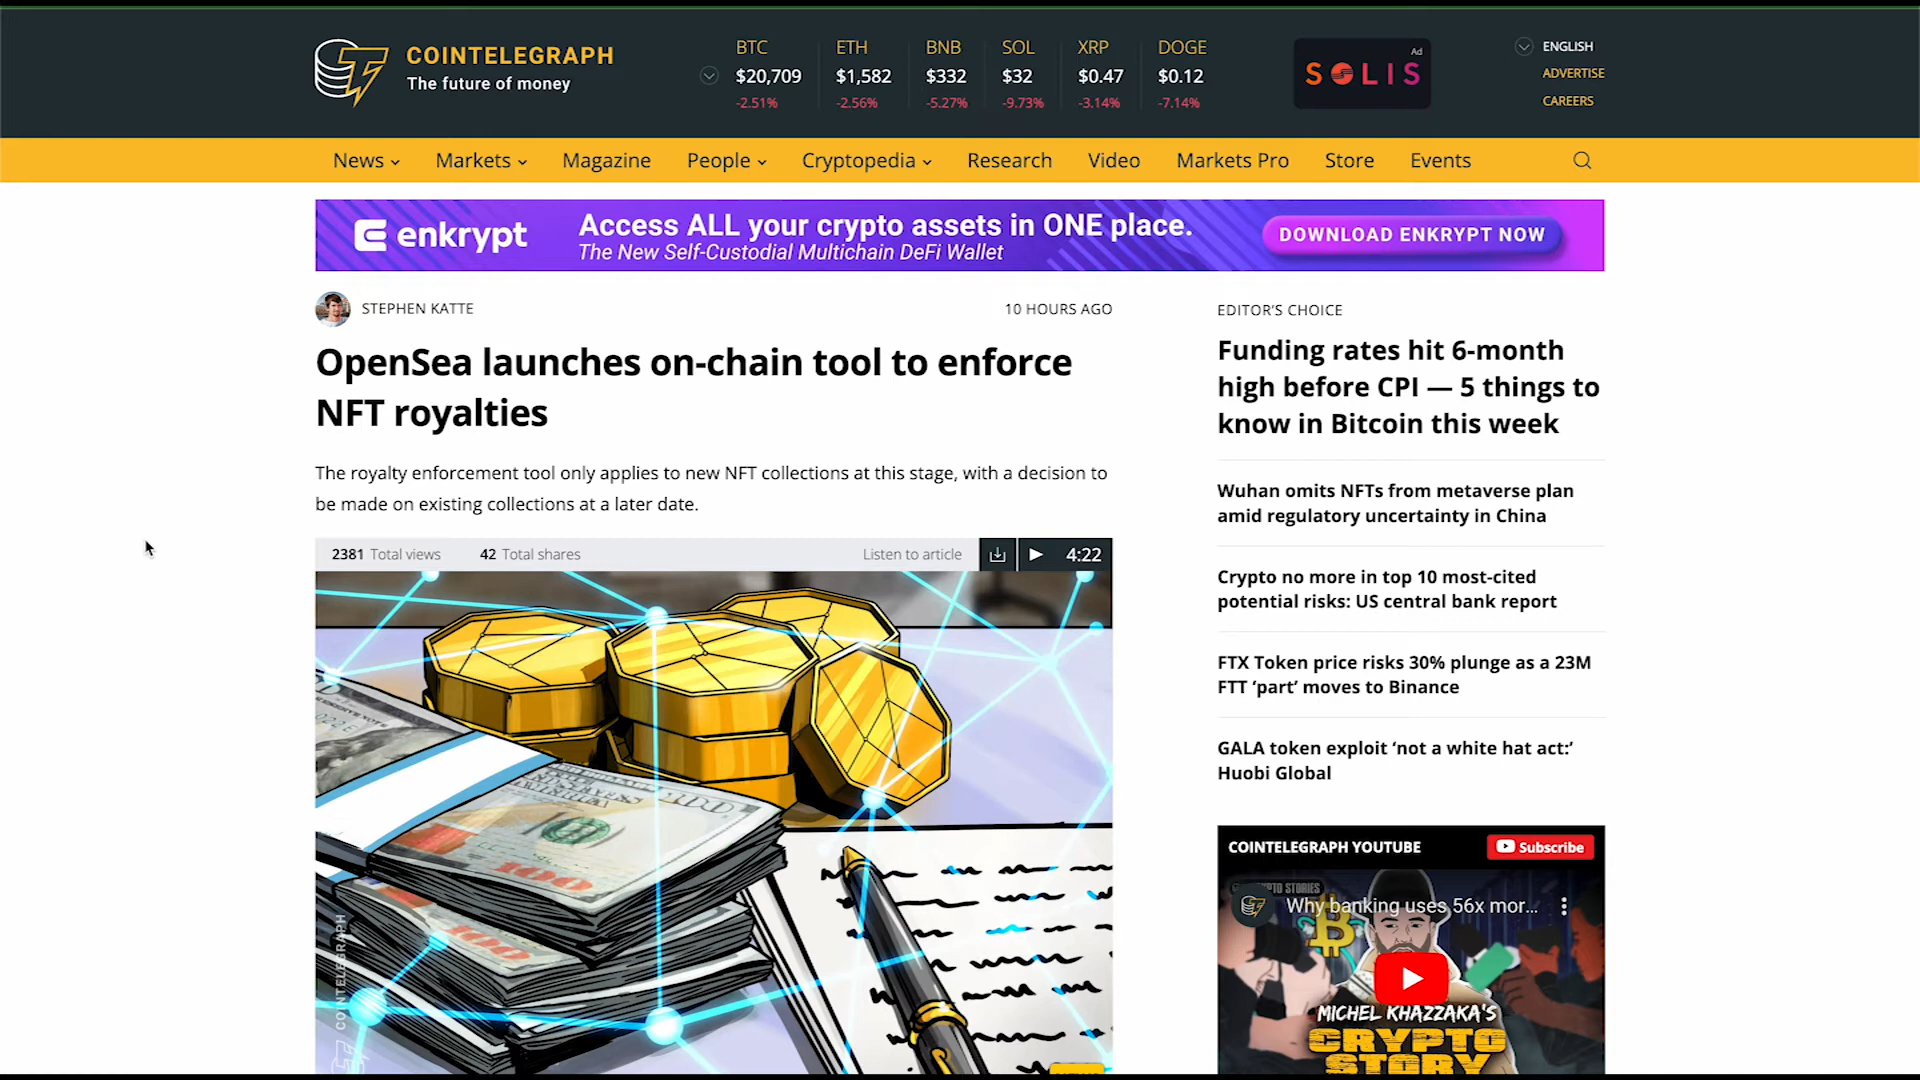 COINTELEGRAPH
The future of money
BTC
$20,709
-2.51%
ETH
$1,582
-2.56%
BNB
$332
-5.27%
SOL
$32
-9.73%
XRP
$0.47
-3.14%
DOGE
$0.12
-7.14%
Ad
SOLIS
ENGLISH
ADVERTISE
CAREERS
News Markets Magazine People Cryptopedia Research Video Markets Pro Store Events
enkrypt
Access ALL your crypto assets in ONE place.
The New Self-Custodial Multichain DeFi Wallet
DOWNLOAD ENKRYPT NOW
STEPHEN KATTE
10 HOURS AGO
OpenSea launches on-chain tool to enforce
NFT royalties
The royalty enforcement tool only applies to new NFT collections at this stage, with a decision to
be made on existing collections at a later date.
2381 Total views 42 Total shares Listen to article 4:22
100
100
COINTELEGRAPH
EDITOR'S CHOICE
Funding rates hit 6-month
high before CPI — 5 things to
know in Bitcoin this week
Wuhan omits NFTs from metaverse plan
amid regulatory uncertainty in China
Crypto no more in top 10 most-cited
potential risks: US central bank report
FTX Token price risks 30% plunge as a 23M
FTT ‘part’ moves to Binance
GALA token exploit ‘not a white hat act:’
Huobi Global
COINTELEGRAPH YOUTUBE
Subscribe
Why banking uses 56x mor...
MICHEL KHAZZAKA'S
CRYPTO
STORY